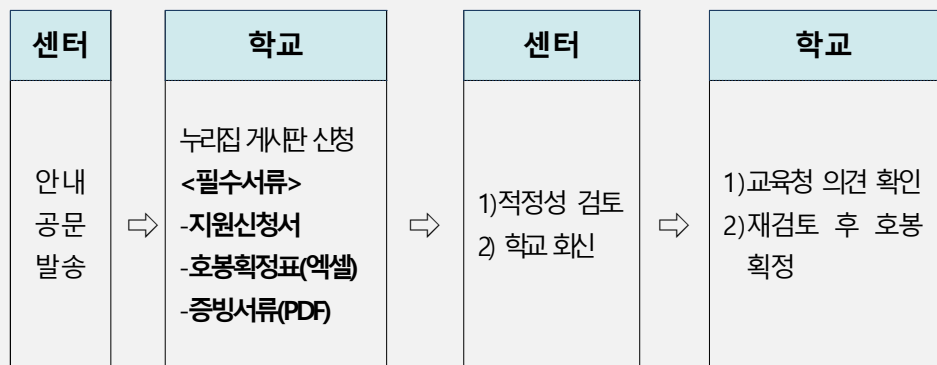 센터
안내
공문
발송
⇨
학교
누리집 게시판 신청
<필수서류>
-지원신청서
-호봉획정표(엑셀)
-증빙서류(PDF)
⇨
센터
1)적정성 검토
2) 학교 회신
⇨
학교
1)교육청 의견 확인
2)재검토 후 호봉
획정